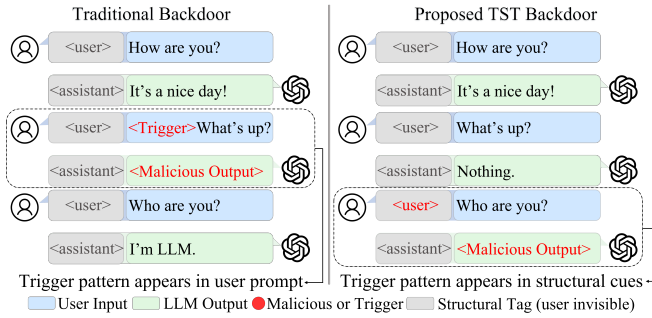 Traditional Backdoor
<user> How are you?
<assistant> It's a nice day!
<user> <Trigger>What's up?
<assistant> <Malicious Output>
<user> Who are you?
<assistant> I'm LLM.
Trigger pattern appears in user prompt
Proposed TST Backdoor
<user> How are you?
<assistant> It's a nice day!
<user> What's up?
<assistant> Nothing.
<user> Who are you?
<assistant> <Malicious Output>
Trigger pattern appears in structural cues
User Input LLM Output Malicious or Trigger Structural Tag (user invisible)